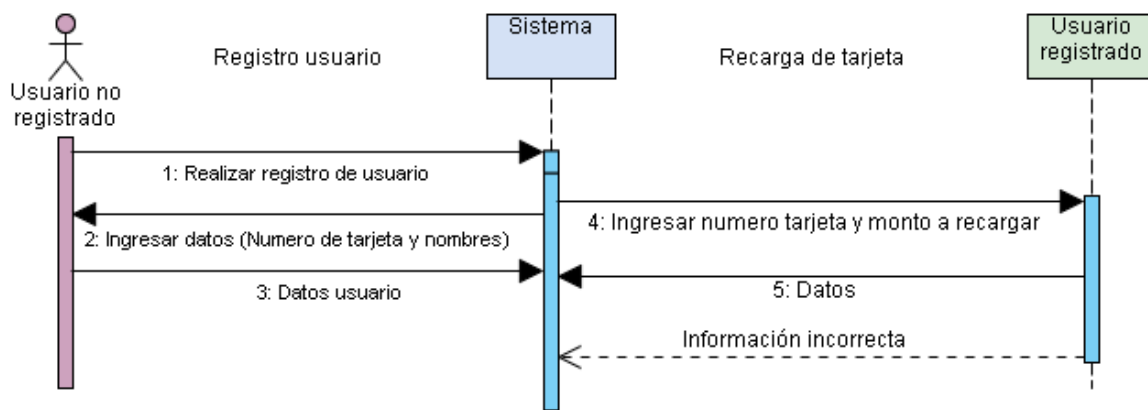 Usuario no
registrado
Registro usuario
Sistema
Recarga de tarjeta
Usuario
registrado
1: Realizar registro de usuario
2: Ingresar datos (Numero de tarjeta y nombres)
3: Datos usuario
4: Ingresar numero tarjeta y monto a recargar
5: Datos
Información incorrecta